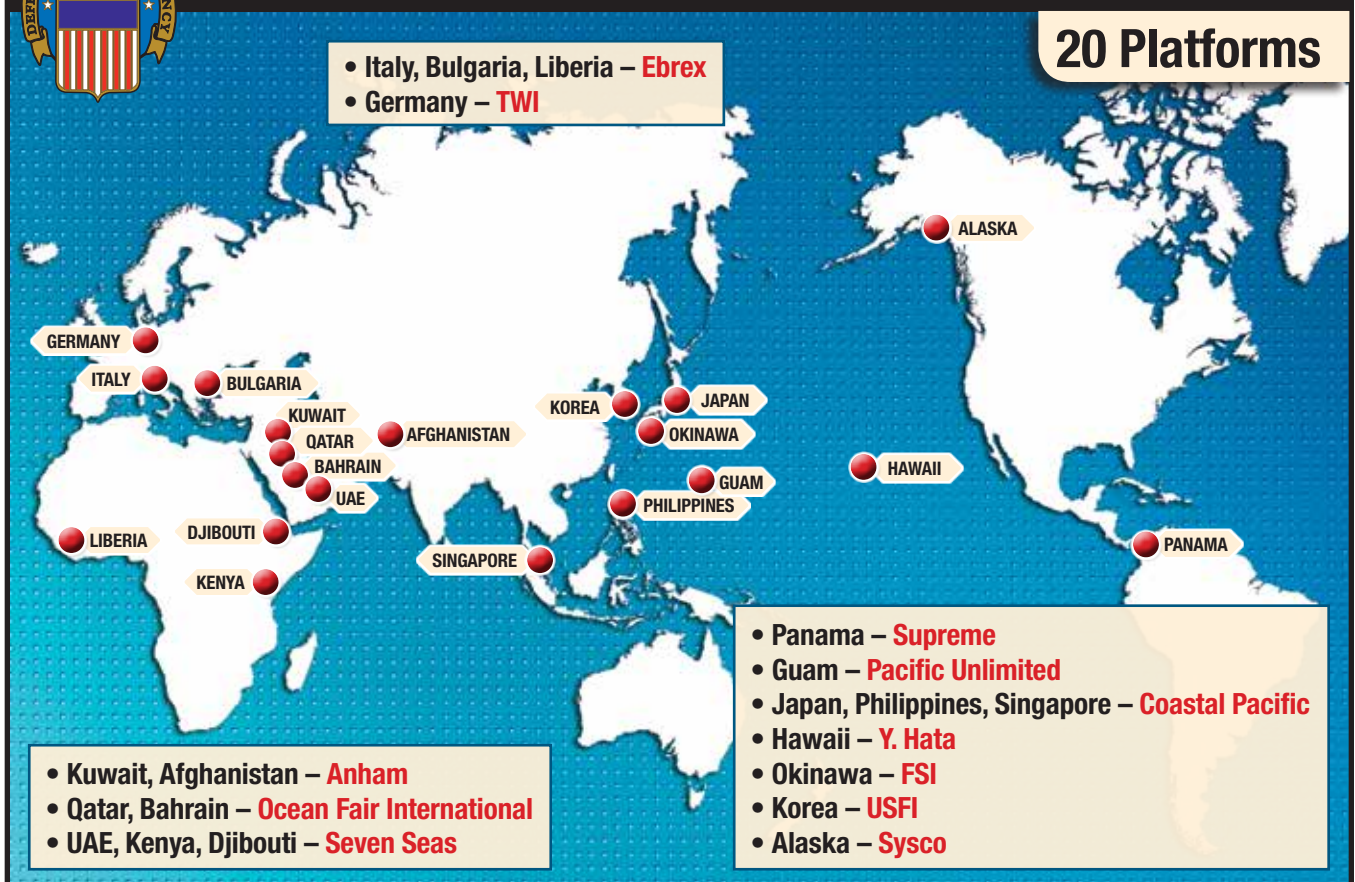 20 Platforms
• Italy, Bulgaria, Liberia – Ebrex
• Germany – TWI
ALASKA
GERMANY
ITALY
BULGARIA
KUWAIT
QATAR
BAHRAIN
UAE
AFGHANISTAN
KOREA
JAPAN
OKINAWA
GUAM
PHILIPPINES
HAWAII
LIBERIA
DJIBOUTI
KENYA
SINGAPORE
PANAMA
• Kuwait, Afghanistan – Anham
• Qatar, Bahrain – Ocean Fair International
• UAE, Kenya, Djibouti – Seven Seas
• Panama – Supreme
• Guam – Pacific Unlimited
• Japan, Philippines, Singapore – Coastal Pacific
• Hawaii – Y. Hata
• Okinawa – FSI
• Korea – USFI
• Alaska – Sysco